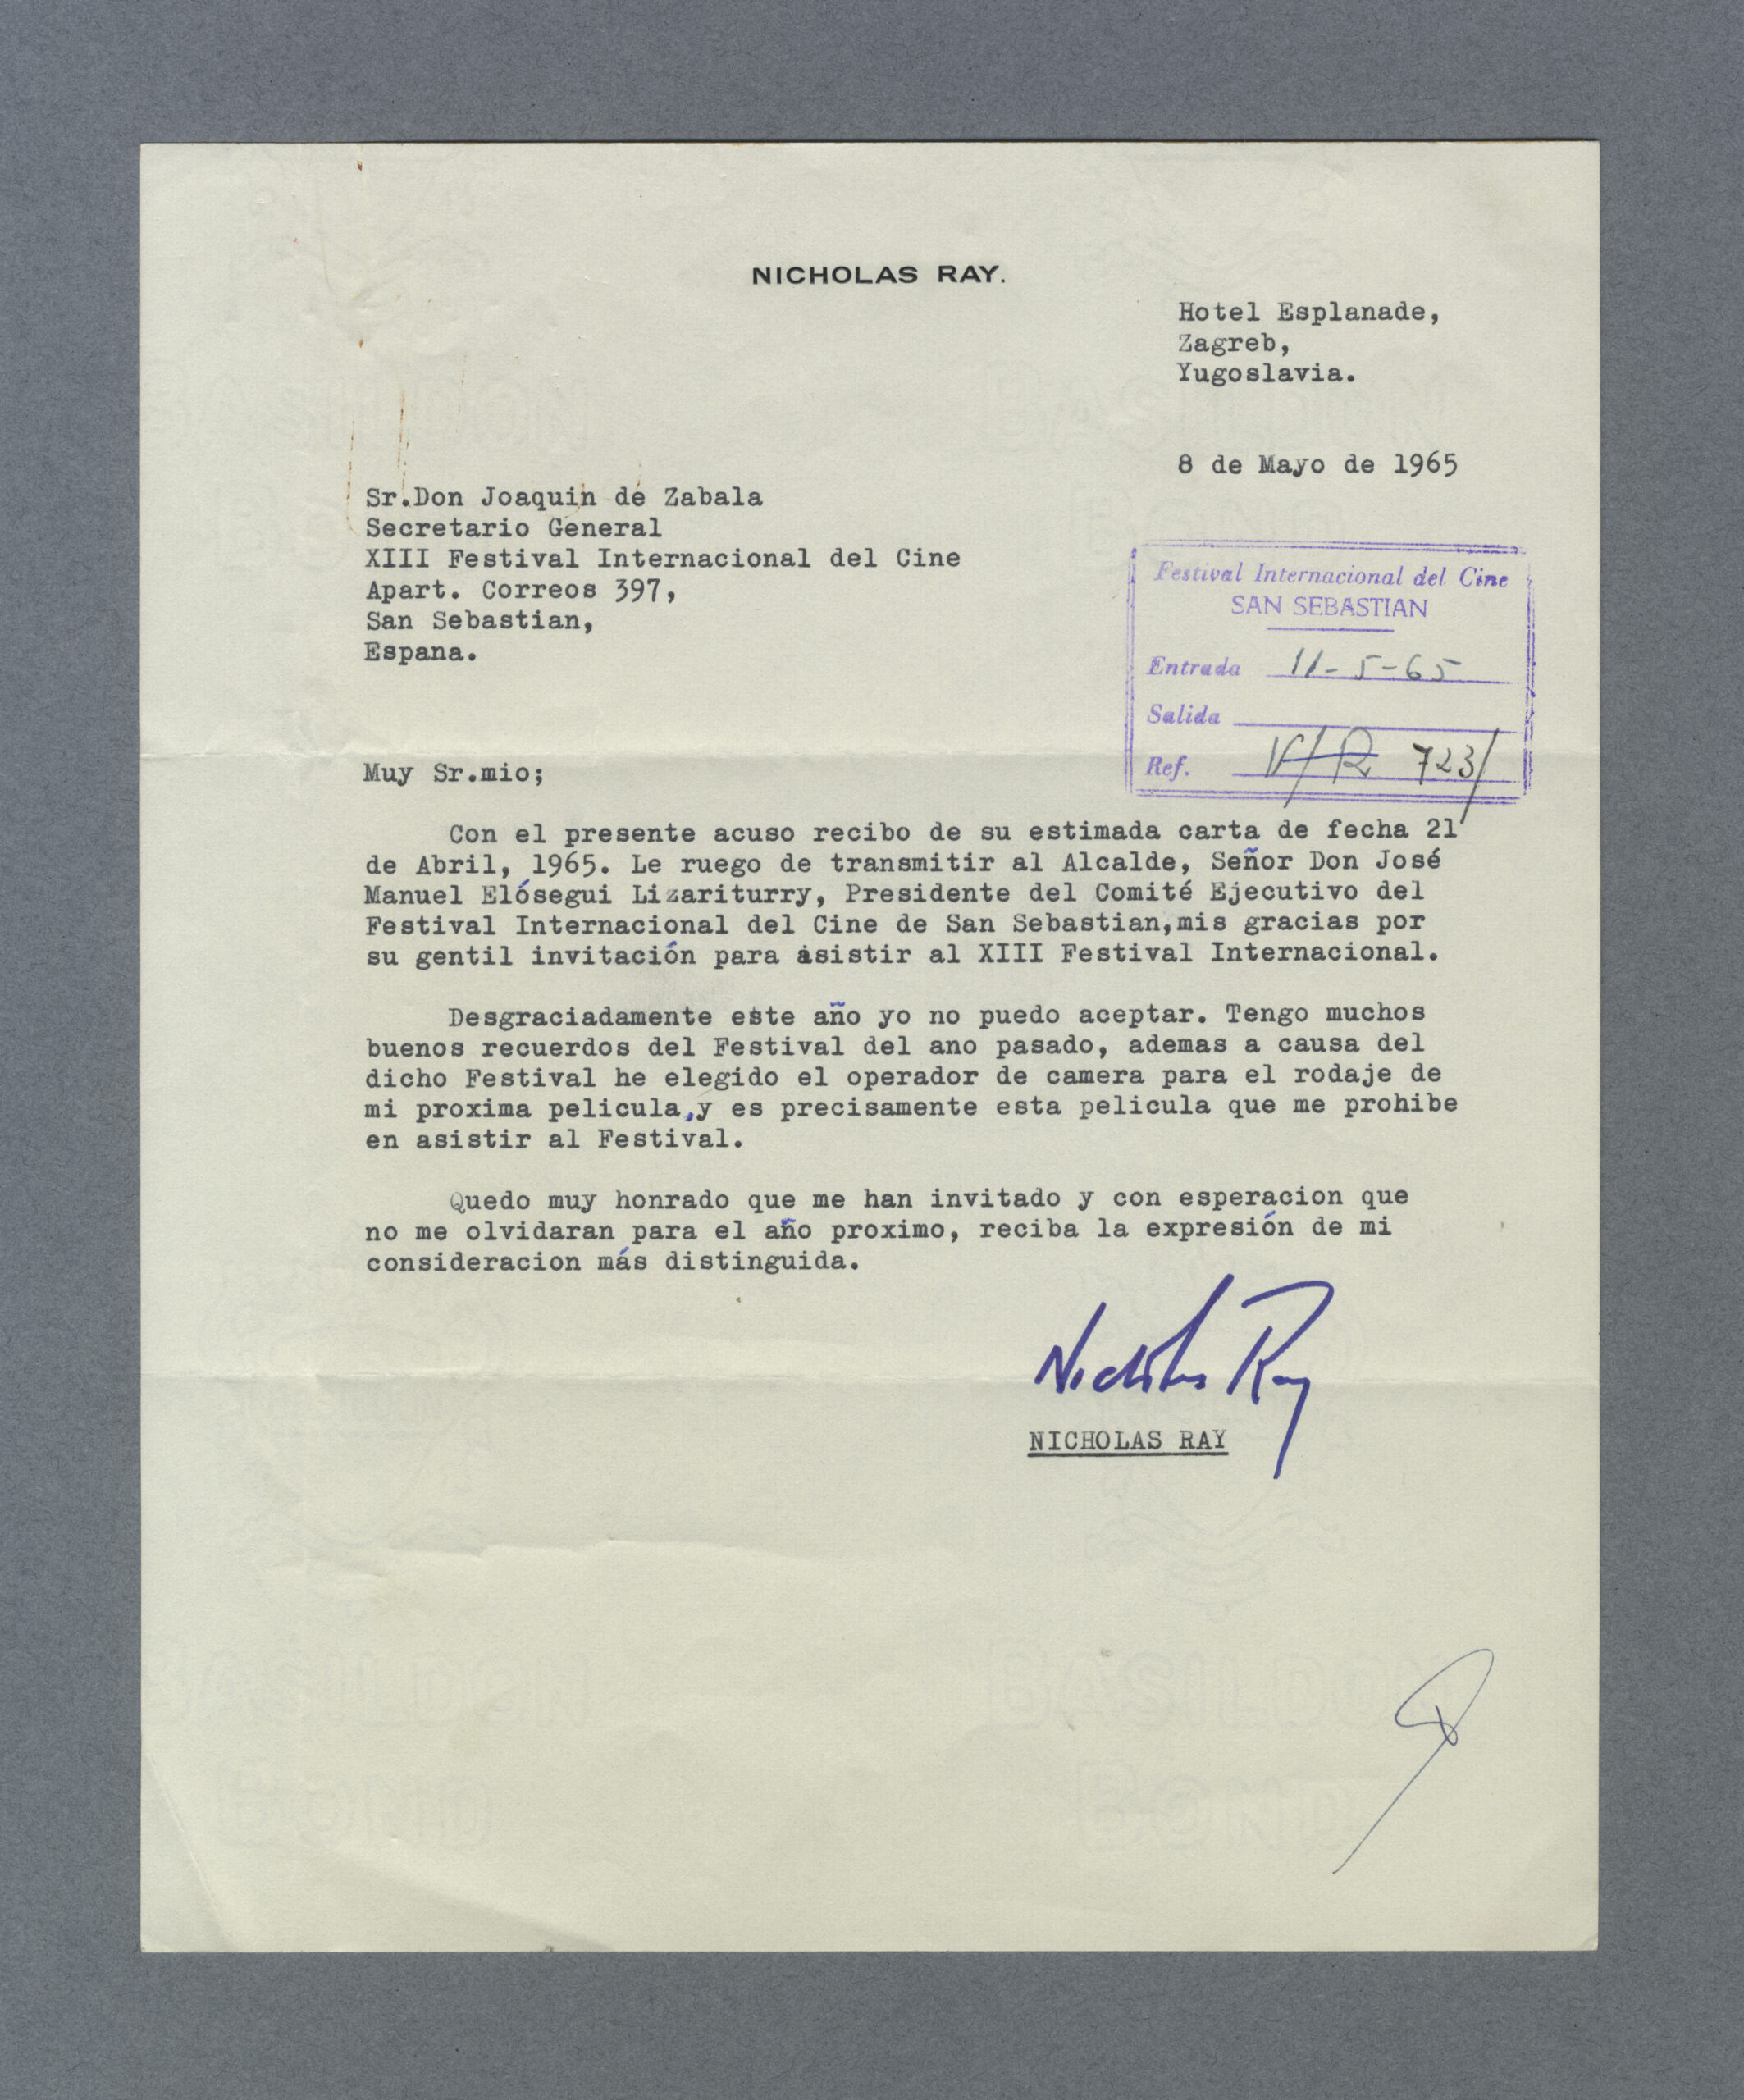 NICHOLAS RAY.
Hotel Esplanade,
Zagreb,
Yugoslavia.
8 de Mayo de 1965
Sr.Don Joaquin de Zabala
Secretario General
XIII Festival Internacional del Cine
Apart. Correos 397,
San Sebastian,
Espana.
Festival Internacional del Cine
SAN SEBASTIAN
Entrada 11-5-65
Salida
Ref. V/R 723/
Muy Sr.mio;
Con el presente acuso recibo de su estimada carta de fecha 21
de Abril, 1965. Le ruego de transmitir al Alcalde, Señor Don José
Manuel Elósegui Lizariturry, Presidente del Comité Ejecutivo del
Festival Internacional del Cine de San Sebastian,mis gracias por
su gentil invitación para asistir al XIII Festival Internacional.
Desgraciadamente este año yo no puedo aceptar. Tengo muchos
buenos recuerdos del Festival del ano pasado, ademas a causa del
dicho Festival he elegido el operador de camera para el rodaje de
mi proxima pelicula,y es precisamente esta pelicula que me prohibe
en asistir al Festival.
Quedo muy honrado que me han invitado y con esperacion que
no me olvidaran para el año proximo, reciba la expresión de mi
consideracion más distinguida.
Nicholas Ray
NICHOLAS RAY